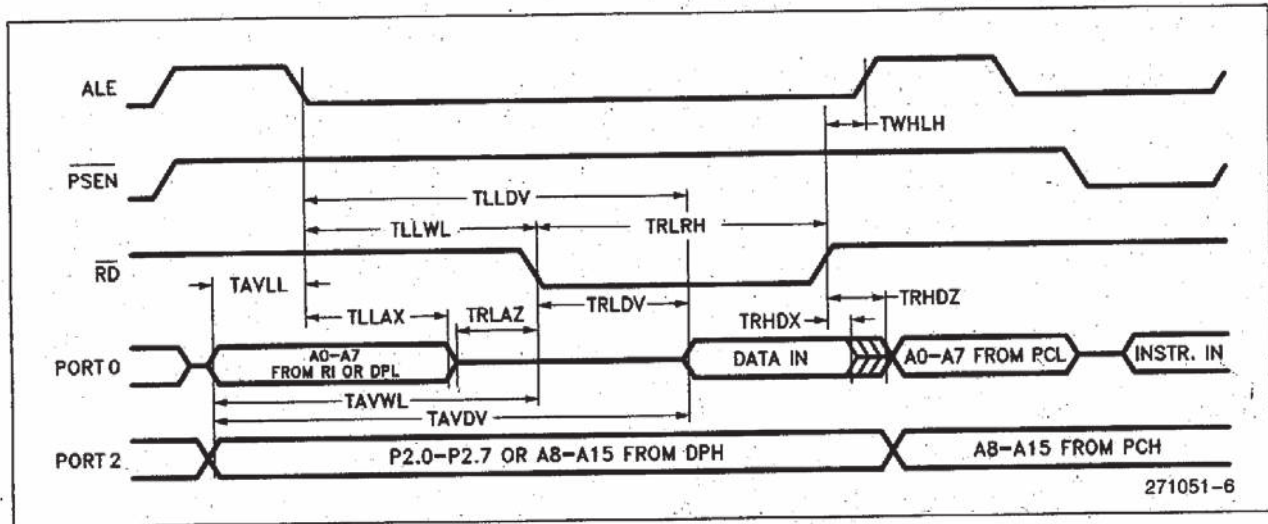 ALE
TWHLH
PSEN
TLLDV
TLLWL
TRLRH
RD
TAVLL
TRLDV
TRHDZ
TLLAX
TRLAZ
TRHDX
PORT 0
A0-A7
FROM RI OR DPL
DATA IN
A0-A7 FROM PCL
INSTR. IN
TAVWL
TAVDV
PORT 2
P2.0-P2.7 OR A8-A15 FROM DPH
A8-A15 FROM PCH
271051-6